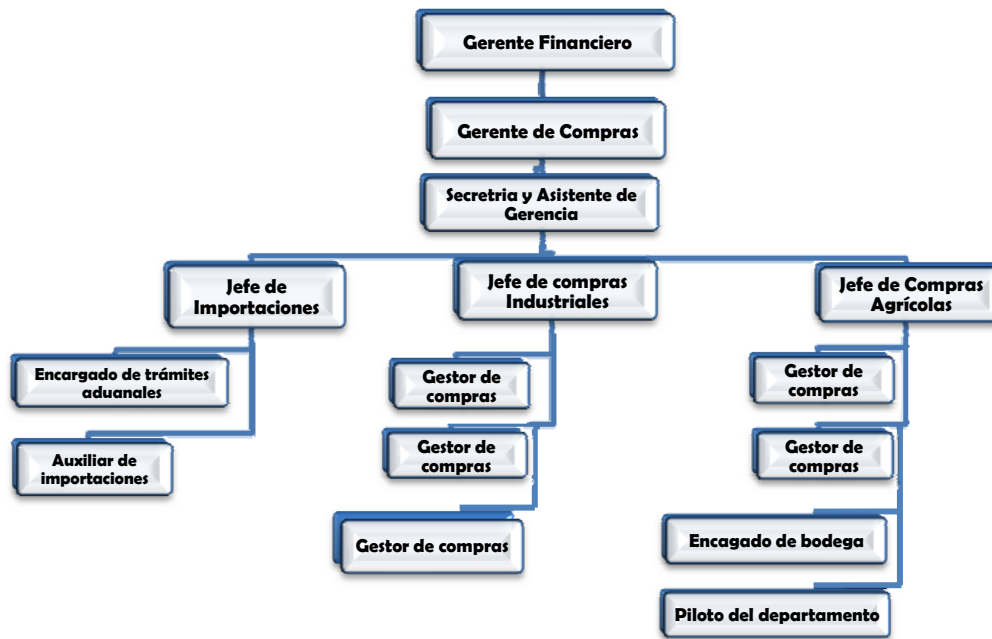 Gerente Financiero
Gerente de Compras
Secretria y Asistente de
Gerencia
Jefe de
Importaciones
Jefe de compras
Industriales
Jefe de Compras
Agrícolas
Encargado de trámites
aduanales
Auxiliar de
importaciones
Gestor de
compras
Gestor de
compras
Gestor de compras
Gestor de
compras
Gestor de
compras
Encagado de bodega
Piloto del departamento